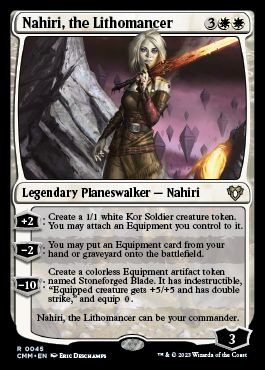 Nahiri, the Lithomancer 3
Legendary Planeswalker — Nahiri
+2 : Create a 1/1 white Kor Soldier creature token.
You may attach an Equipment you control to it.
−2 : You may put an Equipment card from your
hand or graveyard onto the battlefield.
Create a colorless Equipment artifact token
−10 : named Stoneforged Blade. It has indestructible,
"Equipped creature gets +5/+5 and has double
strike," and equip 0.
Nahiri, the Lithomancer can be your commander.
3
R 0045
CMM • EN Eric Deschamps ™ & © 2023 Wizards of the Coast